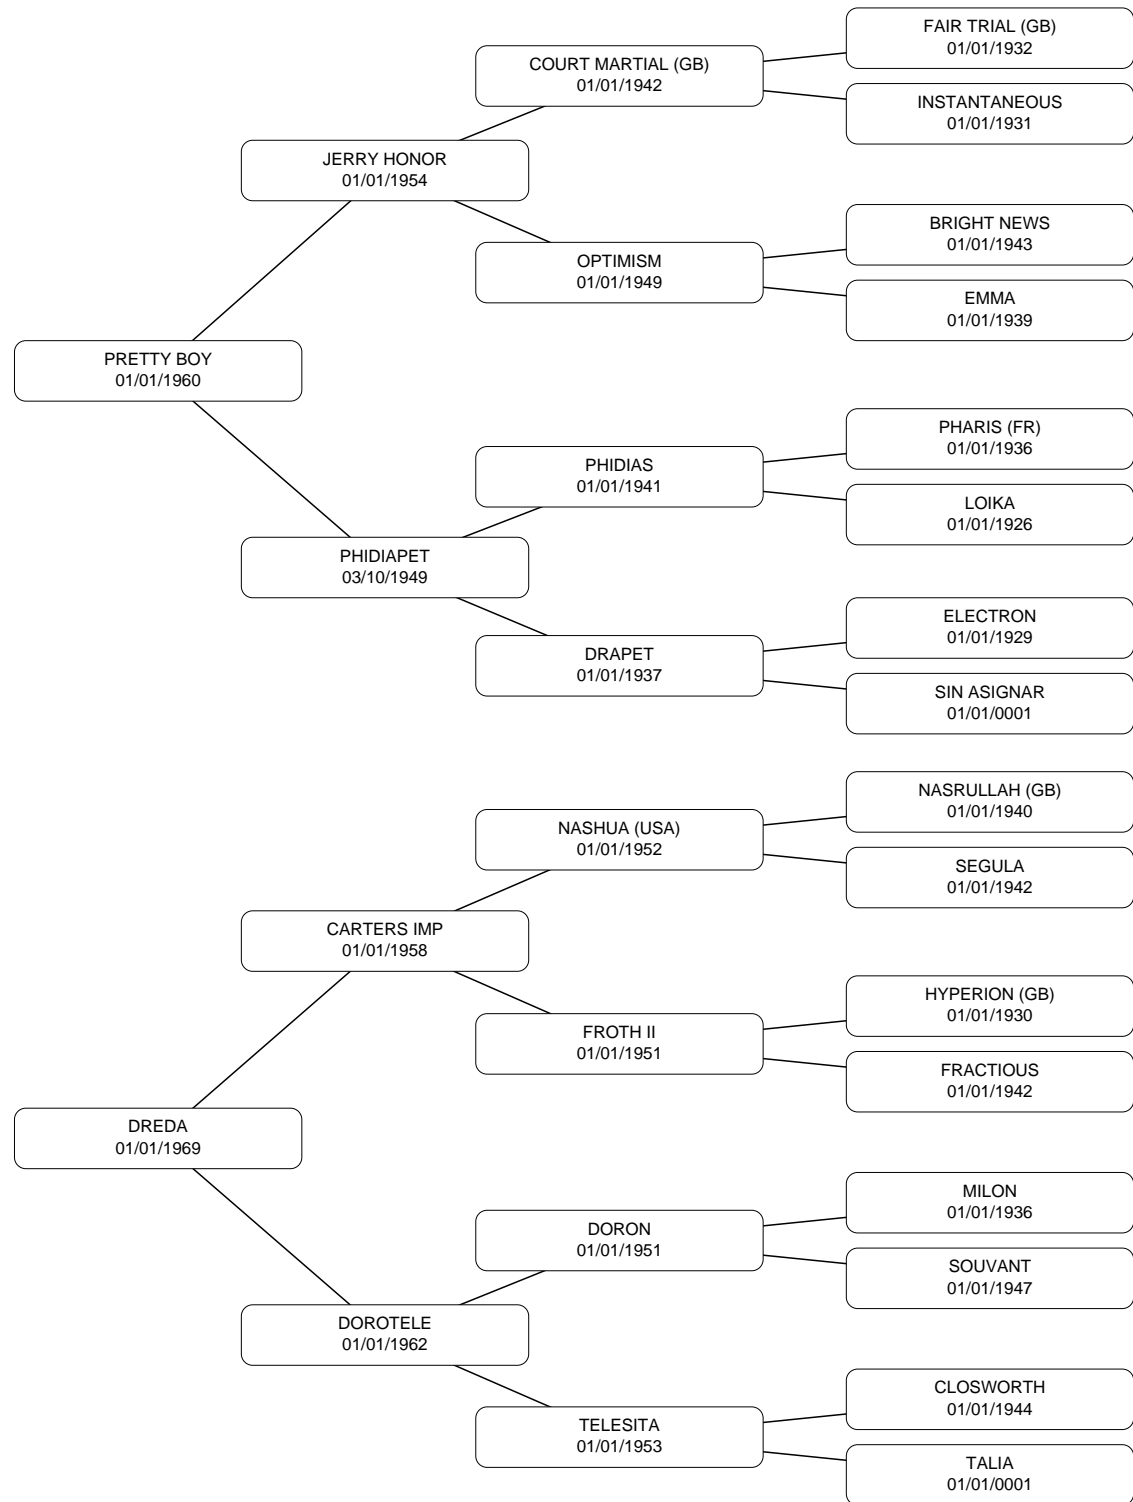 FAIR TRIAL (GB)
01/01/1932
COURT MARTIAL (GB)
01/01/1942
INSTANTANEOUS
01/01/1931
JERRY HONOR
01/01/1954
BRIGHT NEWS
01/01/1943
OPTIMISM
01/01/1949
EMMA
01/01/1939
PRETTY BOY
01/01/1960
PHARIS (FR)
01/01/1936
PHIDIAS
01/01/1941
LOIKA
01/01/1926
PHIDIAPET
03/10/1949
ELECTRON
01/01/1929
DRAPET
01/01/1937
SIN ASIGNAR
01/01/0001
NASRULLAH (GB)
01/01/1940
NASHUA (USA)
01/01/1952
SEGULA
01/01/1942
CARTERS IMP
01/01/1958
HYPERION (GB)
01/01/1930
FROTH II
01/01/1951
FRACTIOUS
01/01/1942
DREDA
01/01/1969
MILON
01/01/1936
DORON
01/01/1951
SOUVANT
01/01/1947
DOROTELE
01/01/1962
CLOSWORTH
01/01/1944
TELESITA
01/01/1953
TALIA
01/01/0001